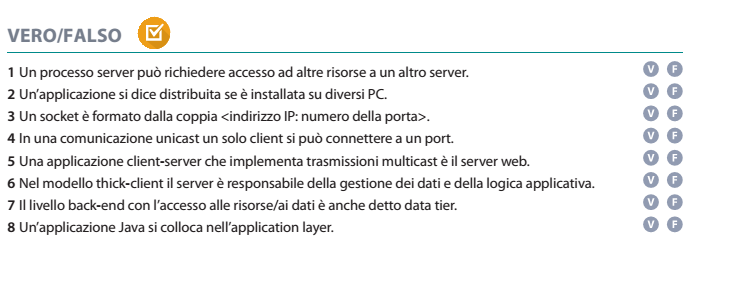 VERO/FALSO
1 Un processo server può richiedere accesso ad altre risorse a un altro server. V F
2 Un'applicazione si dice distribuita se è installata su diversi PC. V F
3 Un socket è formato dalla coppia <indirizzo IP: numero della porta>. V F
4 In una comunicazione unicast un solo client si può connettere a un port. V F
5 Una applicazione client-server che implementa trasmissioni multicast è il server web. V F
6 Nel modello thick-client il server è responsabile della gestione dei dati e della logica applicativa. V F
7 Il livello back-end con l'accesso alle risorse/ai dati è anche detto data tier. V F
8 Un'applicazione Java si colloca nell'application layer. V F